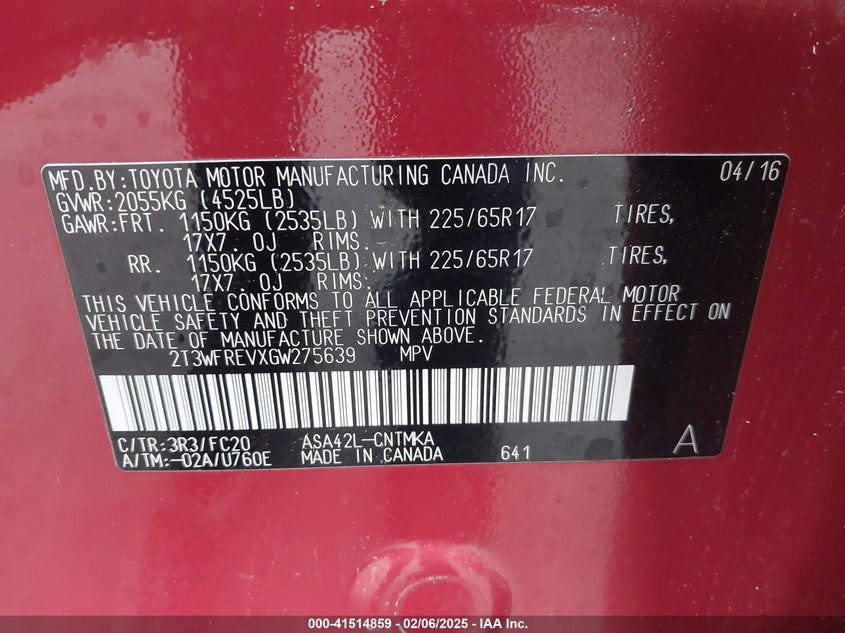 MFD.BY:TOYOTA MOTOR MANUFACTURING CANADA INC. 04/16
GVWR:2055KG (4525LB)
GAWR:FRT. 1150KG (2535LB) WITH 225/65R17 TIRES,
17X7.0J RIMS.
RR. 1150KG (2535LB) WITH 225/65R17 TIRES,
17X7.0J RIMS.
THIS VEHICLE CONFORMS TO ALL APPLICABLE FEDERAL MOTOR
VEHICLE SAFETY AND THEFT PREVENTION STANDARDS IN EFFECT ON
THE DATE OF MANUFACTURE SHOWN ABOVE.
2T3WFREVXGW275639 MPV
C/TR:3R3/FC20 ASA42L-CNTMKA A
A/TM:-02A/U760E MADE IN CANADA 641
000-41514859 - 02/06/2025 - IAA Inc.